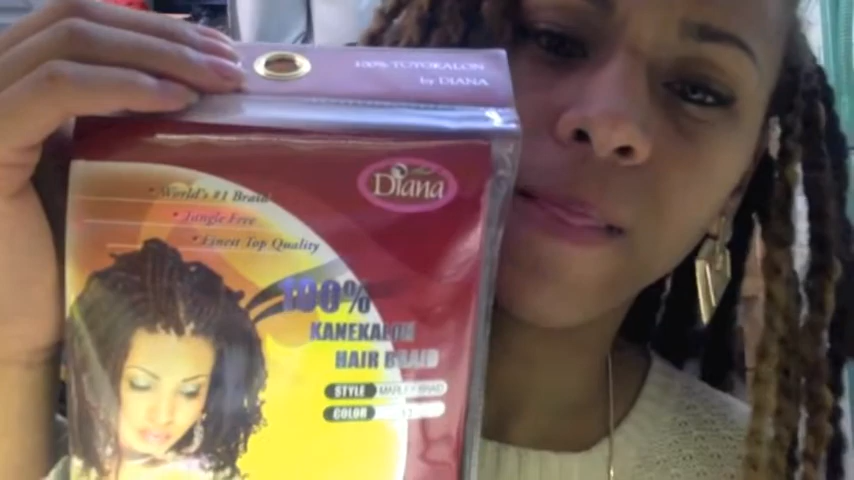 100% TOYOKALON
by DIANA
Diana
• World's #1 Braid
• Tangle Free
• Finest Top Quality
100%
KANEKALON
HAIR BRAID
STYLE MARLEY BRAID
COLOR